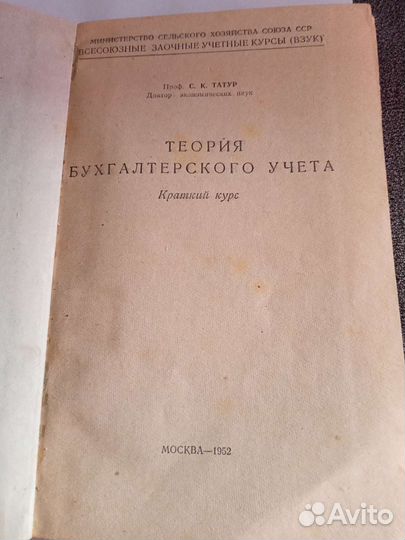 МИНИСТЕРСТВО СЕЛЬСКОГО ХОЗЯЙСТВА СОЮЗА ССР
ВСЕСОЮЗНЫЕ ЗАОЧНЫЕ УЧЕТНЫЕ КУРСЫ (ВЗУК)
Проф. С. К. ТАТУР
Доктор экономических наук
ТЕОРИЯ
БУХГАЛТЕРСКОГО УЧЕТА
Краткий курс
МОСКВА—1952
Avito